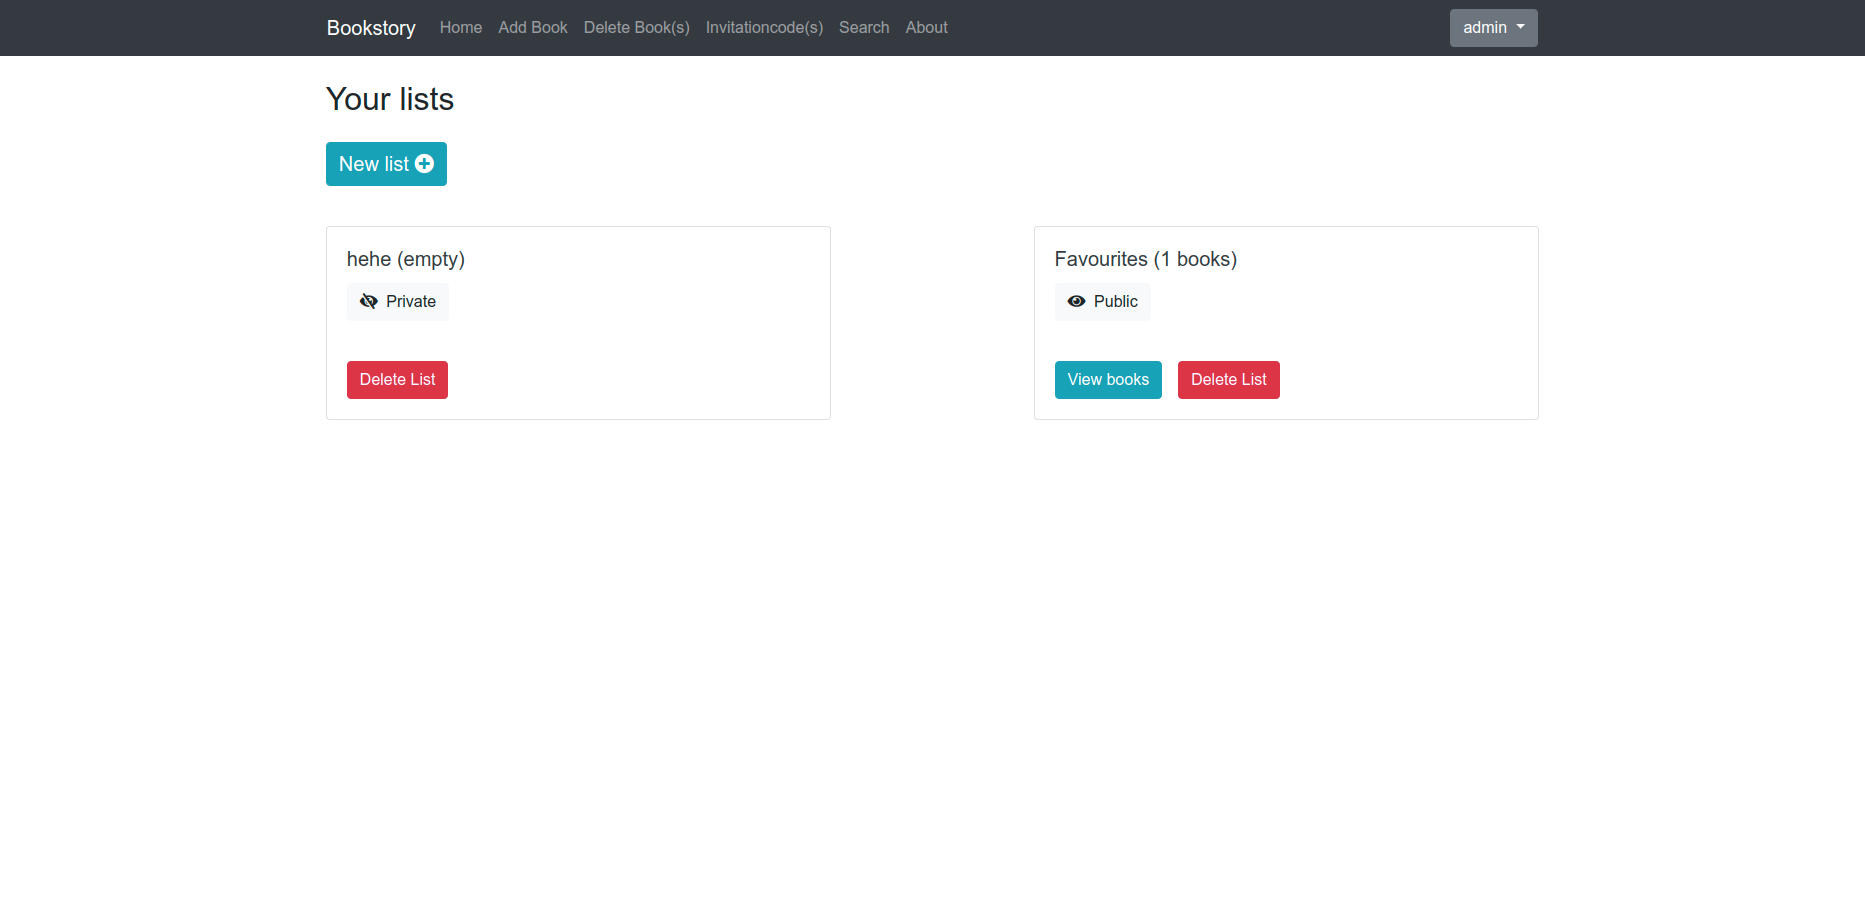 Bookstory Home Add Book Delete Book(s) Invitationcode(s) Search About admin
Your lists
New list
hehe (empty)
Private
Delete List
Favourites (1 books)
Public
View books Delete List